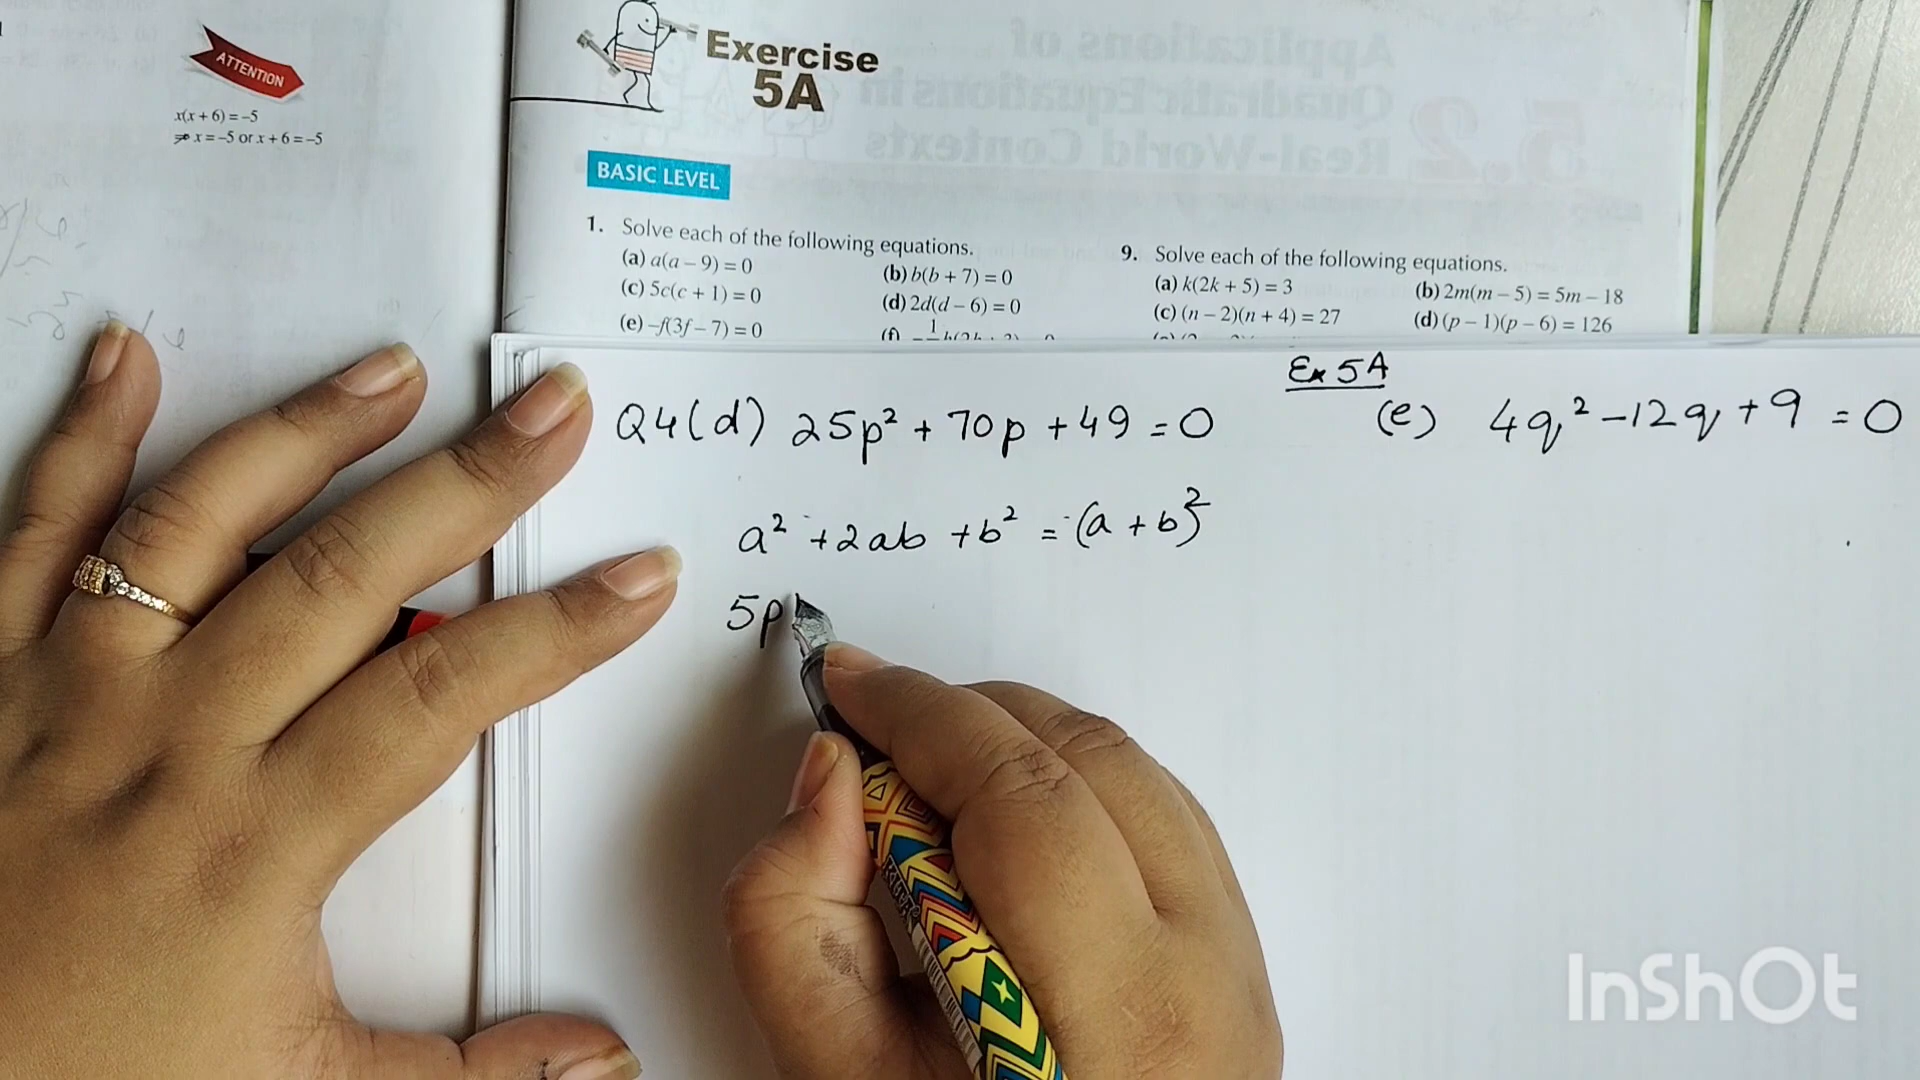 ATTENTION
x(x + 6) = –5
⇏ x = –5 or x + 6 = –5
Exercise
5A
BASIC LEVEL
1. Solve each of the following equations.
(a) a(a – 9) = 0
(b) b(b + 7) = 0
(c) 5c(c + 1) = 0
(d) 2d(d – 6) = 0
(e) –f(3f – 7) = 0
(f)
9. Solve each of the following equations.
(a) k(2k + 5) = 3
(b) 2m(m – 5) = 5m – 18
(c) (n – 2)(n + 4) = 27
(d) (p – 1)(p – 6) = 126
Ex 5A
Q4(d) 25p² + 70p + 49 = 0
(e) 4q² – 12q + 9 = 0
a² + 2ab + b² = (a + b)²
5p
InShOt